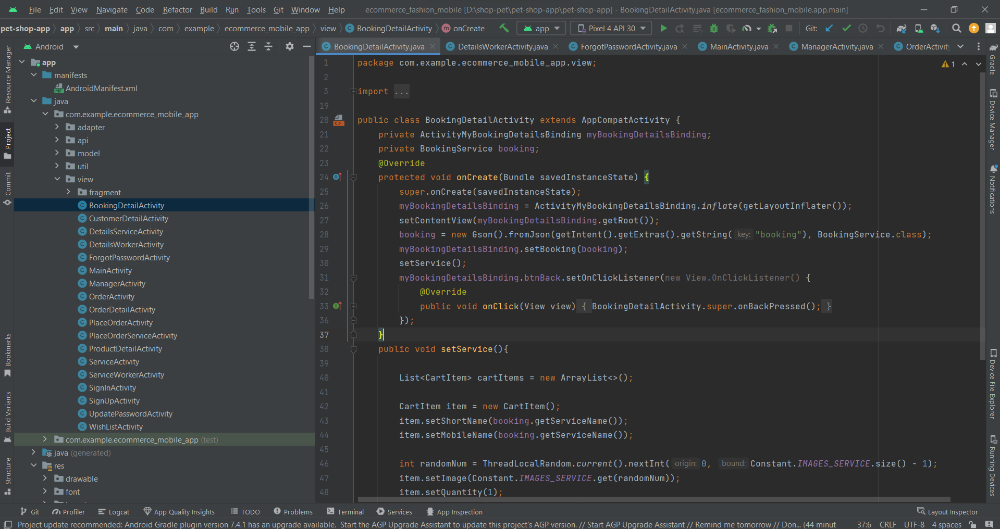 File Edit View Navigate Code Refactor Build Run Tools Git Window Help ecommerce_fashion_mobile [D:\shop-pet\pet-shop-app\pet-shop-app] - BookingDetailActivity.java [ecommerce_fashion_mobile.app.main]
pet-shop-app app src main java com example ecommerce_mobile_app view BookingDetailActivity onCreate app Pixel 4 API 30 Git:
Android
BookingDetailActivity.java DetailsWorkerActivity.java ForgotPasswordActivity.java MainActivity.java ManagerActivity.java OrderActivity
Resource Manager
Project
Commit
Bookmarks
Build Variants
Structure
app
manifests
AndroidManifest.xml
java
com.example.ecommerce_mobile_app
adapter
api
model
util
view
fragment
BookingDetailActivity
CustomerDetailActivity
DetailsServiceActivity
DetailsWorkerActivity
ForgotPasswordActivity
MainActivity
ManagerActivity
OrderActivity
OrderDetailActivity
PlaceOrderActivity
PlaceOrderServiceActivity
ProductDetailActivity
ServiceActivity
ServiceWorkerActivity
SignInActivity
SignUpActivity
UpdatePasswordActivity
WishListActivity
com.example.ecommerce_mobile_app (test)
java (generated)
res
drawable
font
1 package com.example.ecommerce_mobile_app.view;
2
3 import ...
19
20 public class BookingDetailActivity extends AppCompatActivity {
21 private ActivityMyBookingDetailsBinding myBookingDetailsBinding;
22 private BookingService booking;
23 @Override
24 protected void onCreate(Bundle savedInstanceState) {
25 super.onCreate(savedInstanceState);
26 myBookingDetailsBinding = ActivityMyBookingDetailsBinding.inflate(getLayoutInflater());
27 setContentView(myBookingDetailsBinding.getRoot());
28 booking = new Gson().fromJson(getIntent().getExtras().getString( key: "booking"), BookingService.class);
29 myBookingDetailsBinding.setBooking(booking);
30 setService();
31 myBookingDetailsBinding.btnBack.setOnClickListener(new View.OnClickListener() {
32 @Override
33 public void onClick(View view) { BookingDetailActivity.super.onBackPressed(); }
36 });
37 }
38 public void setService(){
39
40 List<CartItem> cartItems = new ArrayList<>();
41
42 CartItem item = new CartItem();
43 item.setShortName(booking.getServiceName());
44 item.setMobileName(booking.getServiceName());
45
46 int randomNum = ThreadLocalRandom.current().nextInt( origin: 0, bound: Constant.IMAGES_SERVICE.size() - 1);
47 item.setImage(Constant.IMAGES_SERVICE.get(randomNum));
48 item.setQuantity(1);
1
Gradle
Device Manager
Notifications
Device File Explorer
Running Devices
Git Profiler Logcat App Quality Insights TODO Problems Terminal Services App Inspection Layout Inspector
Project update recommended: Android Gradle plugin version 7.4.1 has an upgrade available. Start the AGP Upgrade Assistant to update this project's AGP version. // Start AGP Upgrade Assistant // Remind me tomorrow // Don... (44 minut 37:6 CRLF UTF-8 4 spaces